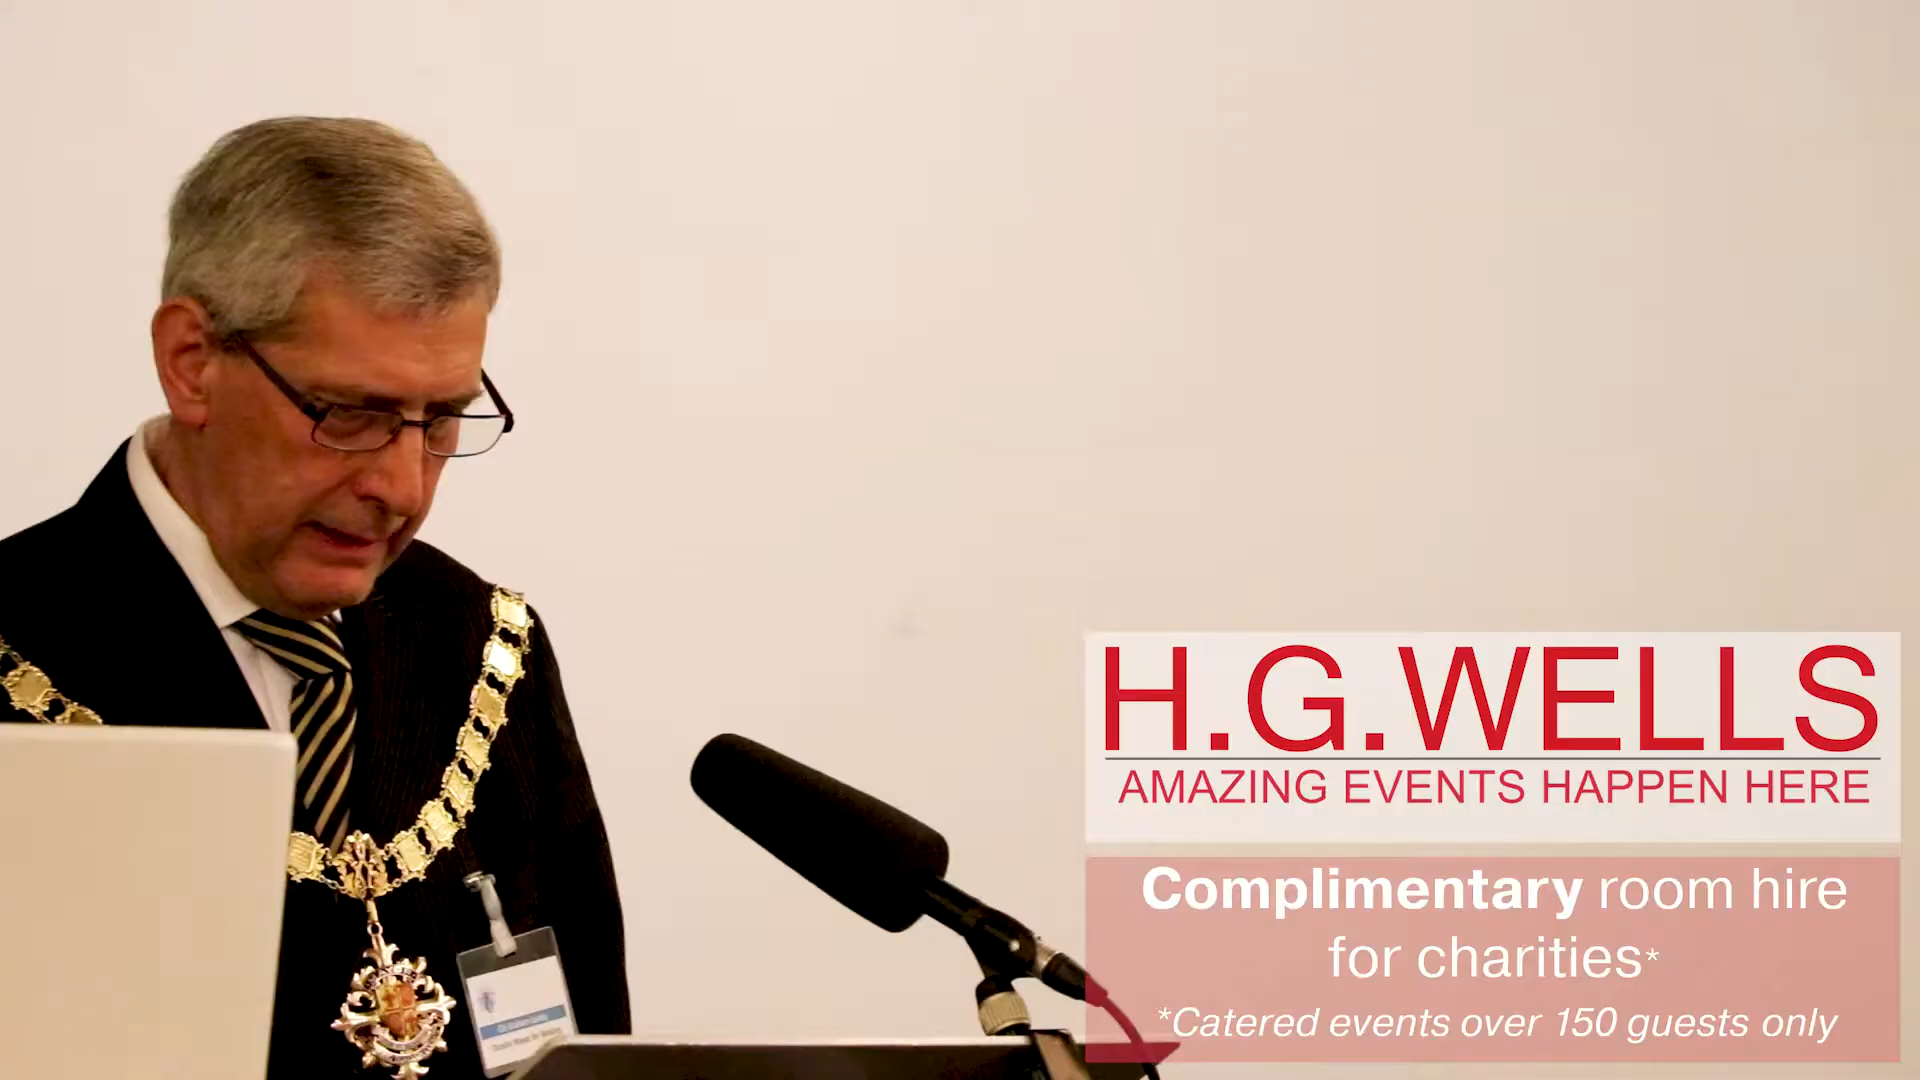 H.G.WELLS
AMAZING EVENTS HAPPEN HERE
Complimentary room hire
for charities*
*Catered events over 150 guests only